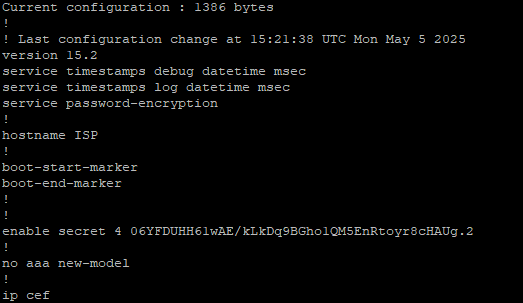 Current configuration : 1386 bytes
!
! Last configuration change at 15:21:38 UTC Mon May 5 2025
version 15.2
service timestamps debug datetime msec
service timestamps log datetime msec
service password-encryption
!
hostname ISP
!
boot-start-marker
boot-end-marker
!
!
enable secret 4 06YFDUHH61wAE/kLkDq9BGho1QM5EnRtoyr8cHAUg.2
!
no aaa new-model
!
ip cef